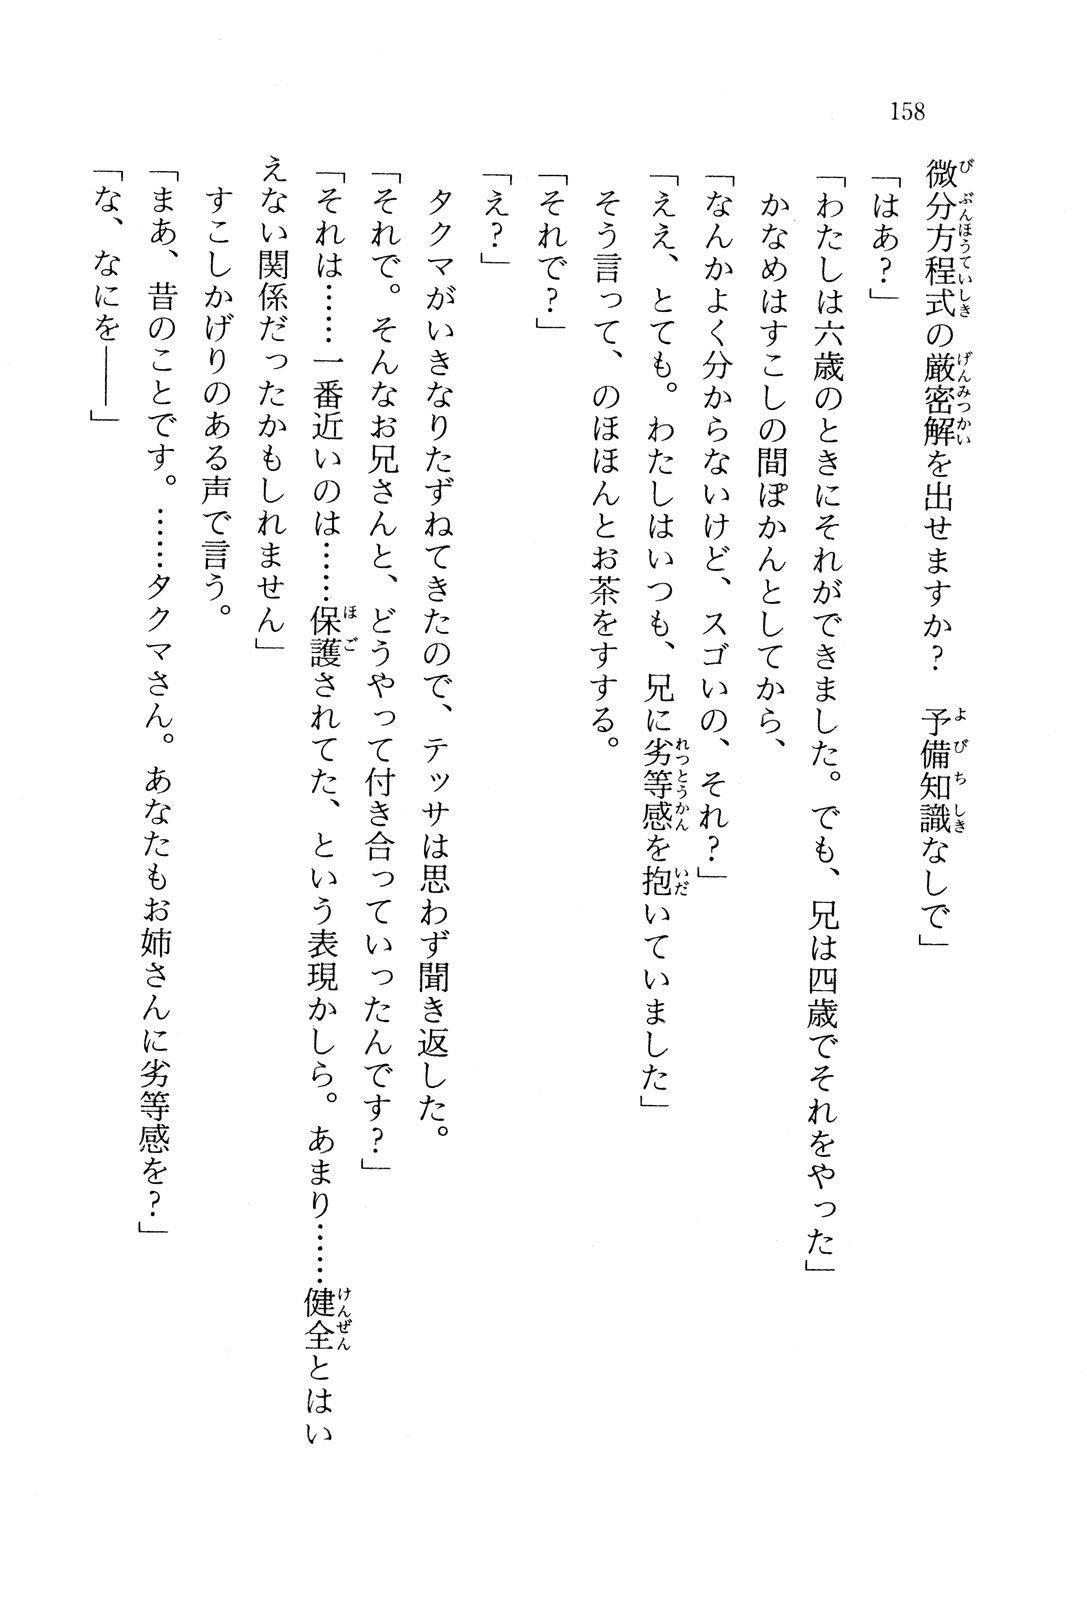 158
微分方程式の厳密解を出せますか？　予備知識なしで」
「はあ？」
「わたしは六歳のときにそれができました。でも、兄は四歳でそれをやった」
　かなめはすこしの間ぽかんとしてから、
「なんかよく分からないけど、スゴいの、それ？」
「ええ、とても。わたしはいつも、兄に劣等感を抱いていました」
　そう言って、のほほんとお茶をすする。
「それで？」
「え？」
　タクマがいきなりたずねてきたので、テッサは思わず聞き返した。
「それで。そんなお兄さんと、どうやって付き合っていったんです？」
「それは……一番近いのは……保護されてた、という表現かしら。あまり……健全とはい
えない関係だったかもしれません」
　すこしかげりのある声で言う。
「まあ、昔のことです。……タクマさん。あなたもお姉さんに劣等感を？」
「な、なにを――」